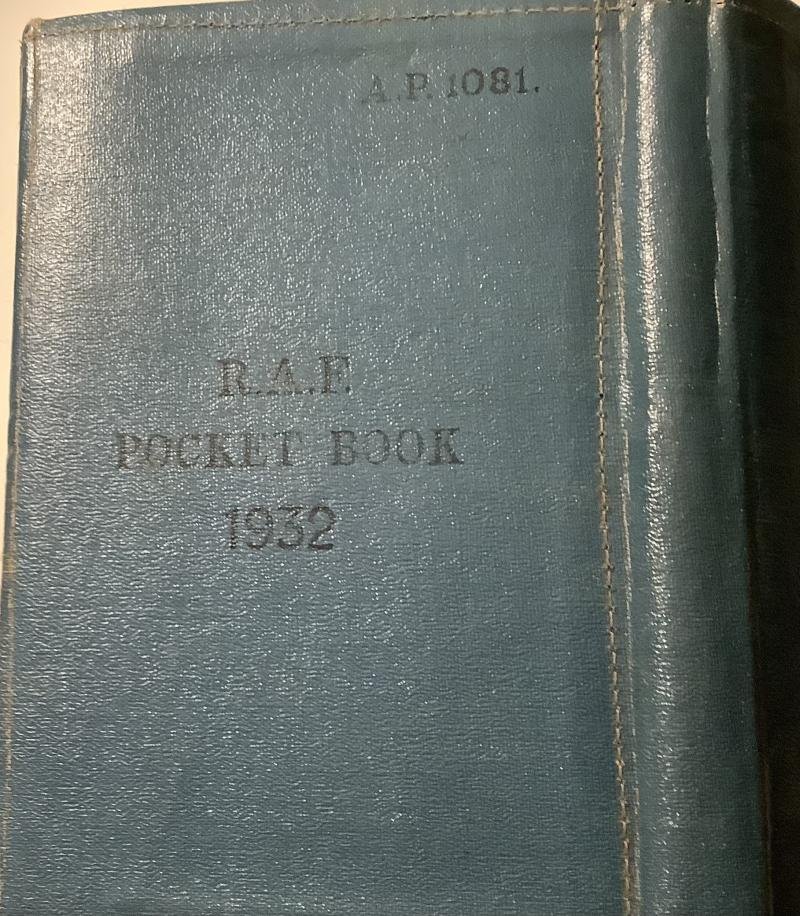 A.P. 1081.
R.A.F.
POCKET BOOK
1932